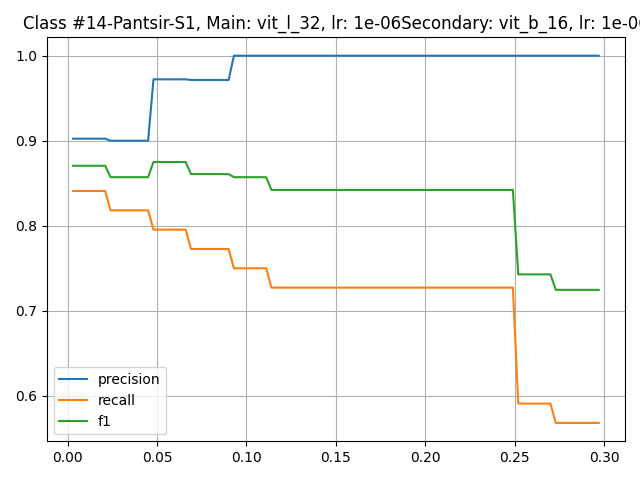 Class #14-Pantsir-S1, Main: vit_l_32, lr: 1e-06Secondary: vit_b_16, lr: 1e-0
1.0
0.9
0.8
0.7
0.6
precision
recall
f1
0.00 0.05 0.10 0.15 0.20 0.25 0.30